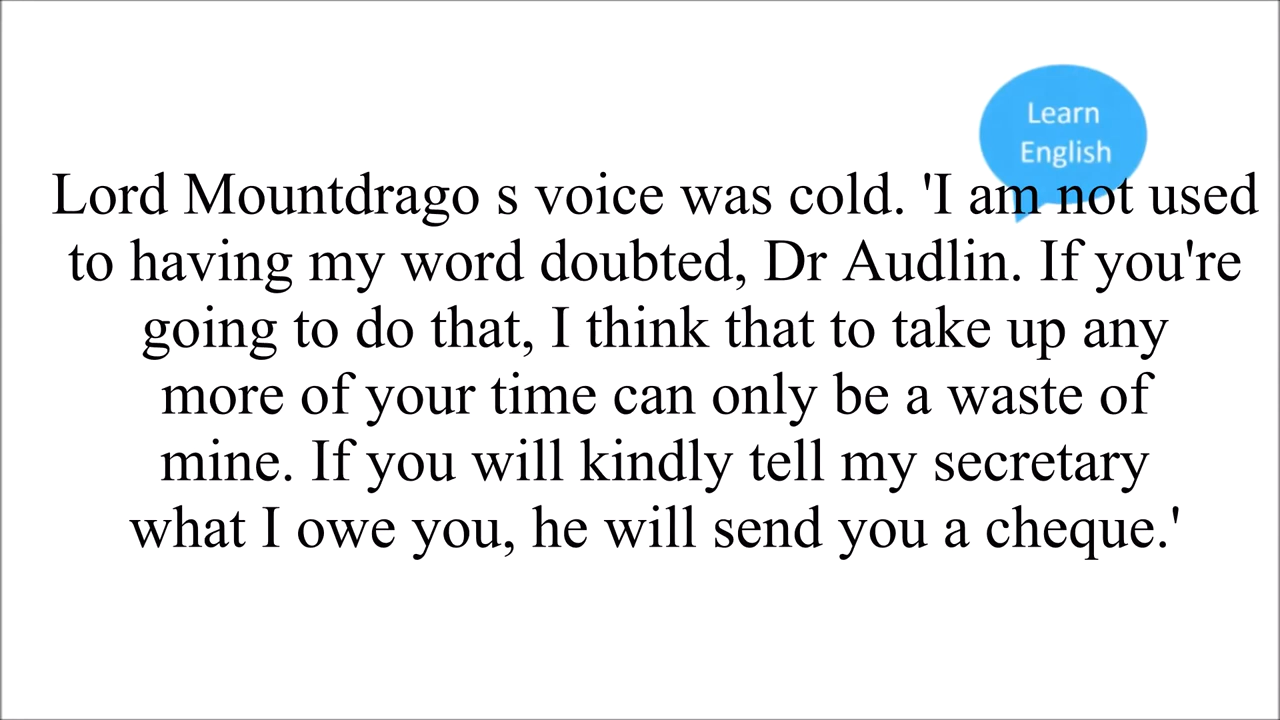 Learn
English
Lord Mountdrago s voice was cold. 'I am not used
to having my word doubted, Dr Audlin. If you're
going to do that, I think that to take up any
more of your time can only be a waste of
mine. If you will kindly tell my secretary
what I owe you, he will send you a cheque.'